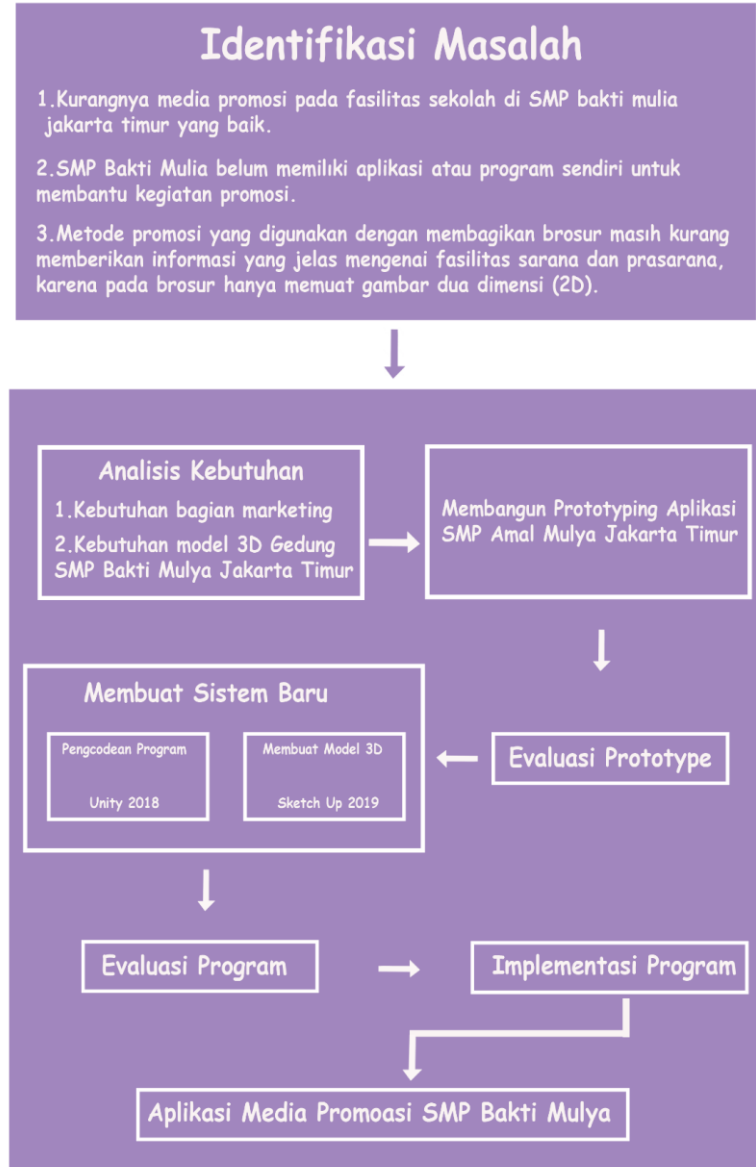 Identifikasi Masalah
1.Kurangnya media promosi pada fasilitas sekolah di SMP bakti mulia
jakarta timur yang baik.
2.SMP Bakti Mulia belum memiliki aplikasi atau program sendiri untuk
membantu kegiatan promosi.
3.Metode promosi yang digunakan dengan membagikan brosur masih kurang
memberikan informasi yang jelas mengenai fasilitas sarana dan prasarana,
karena pada brosur hanya memuat gambar dua dimensi (2D).
Analisis Kebutuhan
1.Kebutuhan bagian marketing
2.Kebutuhan model 3D Gedung
SMP Bakti Mulya Jakarta Timur
Membangun Prototyping Aplikasi
SMP Amal Mulya Jakarta Timur
Membuat Sistem Baru
Pengcodean Program
Unity 2018
Membuat Model 3D
Sketch Up 2019
Evaluasi Prototype
Evaluasi Program
Implementasi Program
Aplikasi Media Promoasi SMP Bakti Mulya